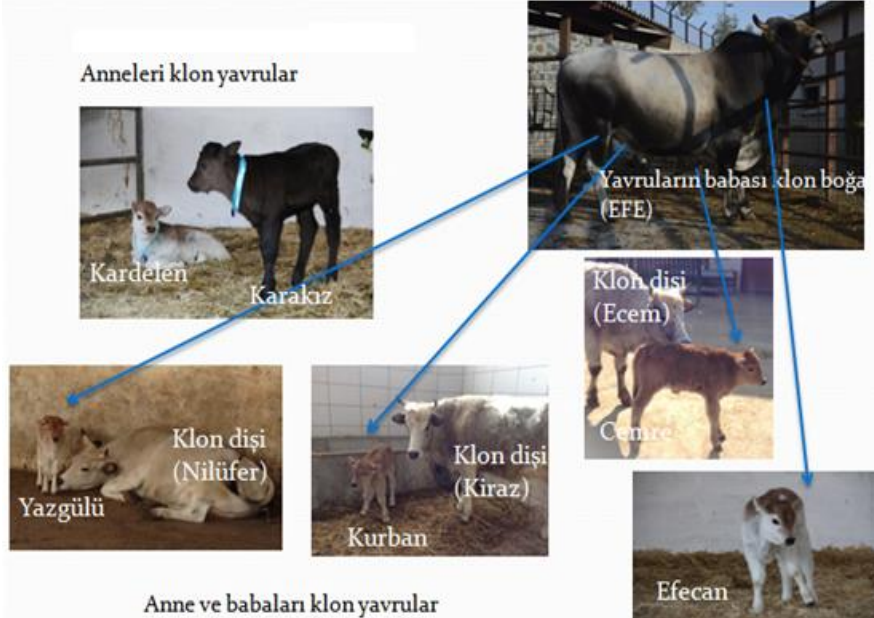 Anneleri klon yavrular
Kardelen
Karakız
Yavruların babası klon boğa
(EFE)
Klon dişi
(Ecem)
Cemre
Klon dişi
(Nilüfer)
Yazgülü
Klon dişi
(Kiraz)
Kurban
Efecan
Anne ve babaları klon yavrular